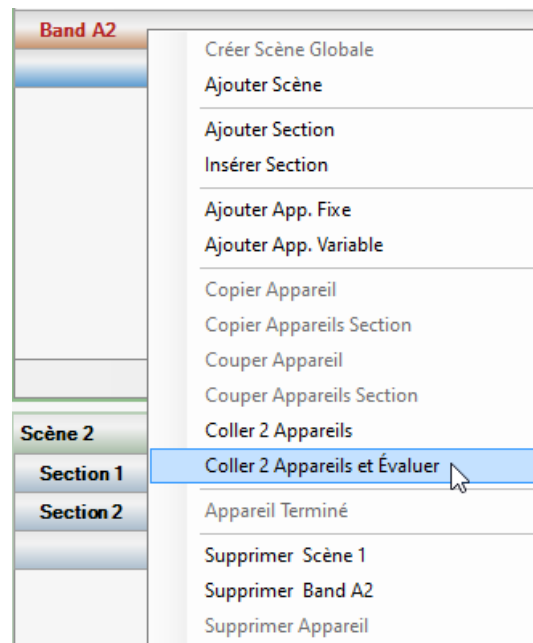 Band A2
Créer Scène Globale
Ajouter Scène
Ajouter Section
Insérer Section
Ajouter App. Fixe
Ajouter App. Variable
Copier Appareil
Copier Appareils Section
Couper Appareil
Couper Appareils Section
Coller 2 Appareils
Coller 2 Appareils et Évaluer
Appareil Terminé
Supprimer Scène 1
Supprimer Band A2
Supprimer Appareil
Scène 2
Section 1
Section 2